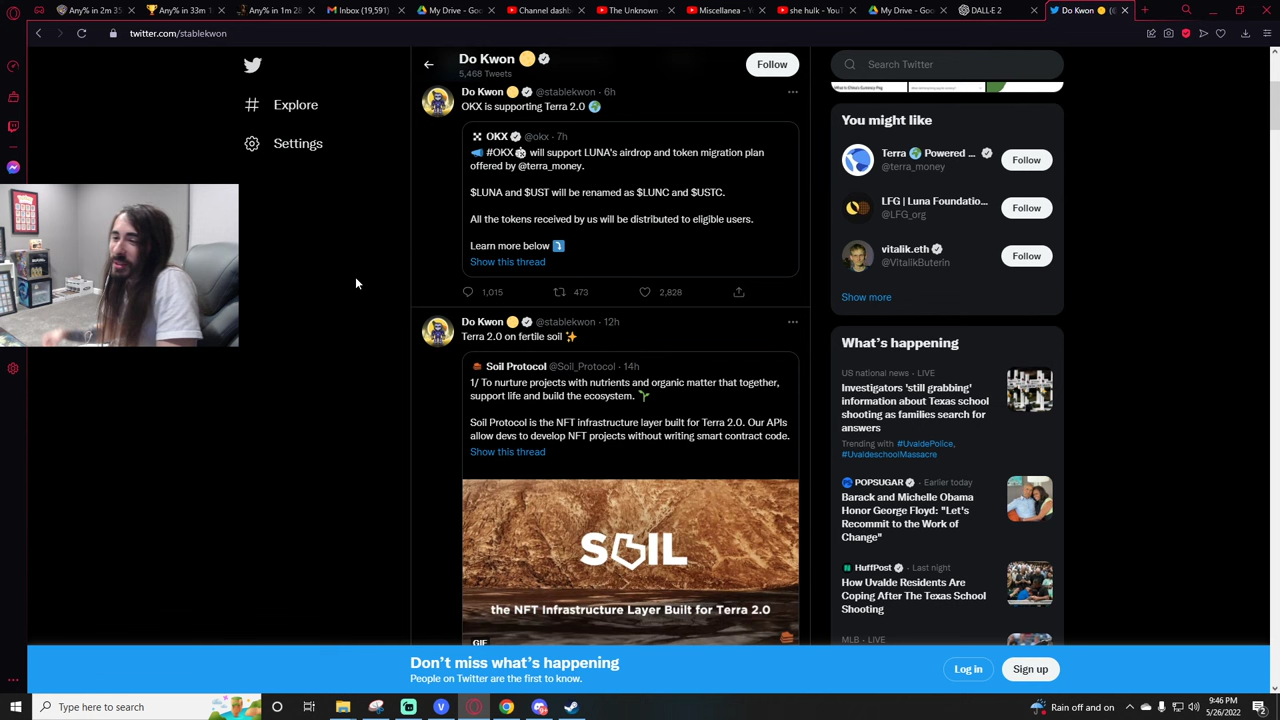 Any% in 2m 35
Any% in 33m 1
Any% in 1m 28
Inbox (19,591)
My Drive - Goo
Channel dashb
The Unknown
Miscellanea - Y
she hulk - YouT
My Drive - Goo
DALL·E 2
Do Kwon
twitter.com/stablekwon
Explore
Settings
Do Kwon
5,468 Tweets
Follow
Do Kwon @stablekwon · 6h
OKX is supporting Terra 2.0
OKX @okx · 7h
#OKX will support LUNA's airdrop and token migration plan
offered by @terra_money.
$LUNA and $UST will be renamed as $LUNC and $USTC.
All the tokens received by us will be distributed to eligible users.
Learn more below
Show this thread
1,015
473
2,828
Do Kwon @stablekwon · 12h
Terra 2.0 on fertile soil
Soil Protocol @Soil_Protocol · 14h
1/ To nurture projects with nutrients and organic matter that together,
support life and build the ecosystem.
Soil Protocol is the NFT infrastructure layer built for Terra 2.0. Our APIs
allow devs to develop NFT projects without writing smart contract code.
Show this thread
SOIL
the NFT Infrastructure Layer Built for Terra 2.0
GIF
Search Twitter
You might like
Terra Powered ...
@terra_money
Follow
LFG | Luna Foundatio...
@LFG_org
Follow
vitalik.eth
@VitalikButerin
Follow
Show more
What's happening
US national news · LIVE
Investigators 'still grabbing'
information about Texas school
shooting as families search for
answers
Trending with #UvaldePolice,
#UvaldeschoolMassacre
POPSUGAR · Earlier today
Barack and Michelle Obama
Honor George Floyd: "Let's
Recommit to the Work of
Change"
HuffPost · Last night
How Uvalde Residents Are
Coping After The Texas School
Shooting
MLB · LIVE
Don't miss what's happening
People on Twitter are the first to know.
Log in
Sign up
Type here to search
Rain off and on
9:46 PM
5/26/2022
2